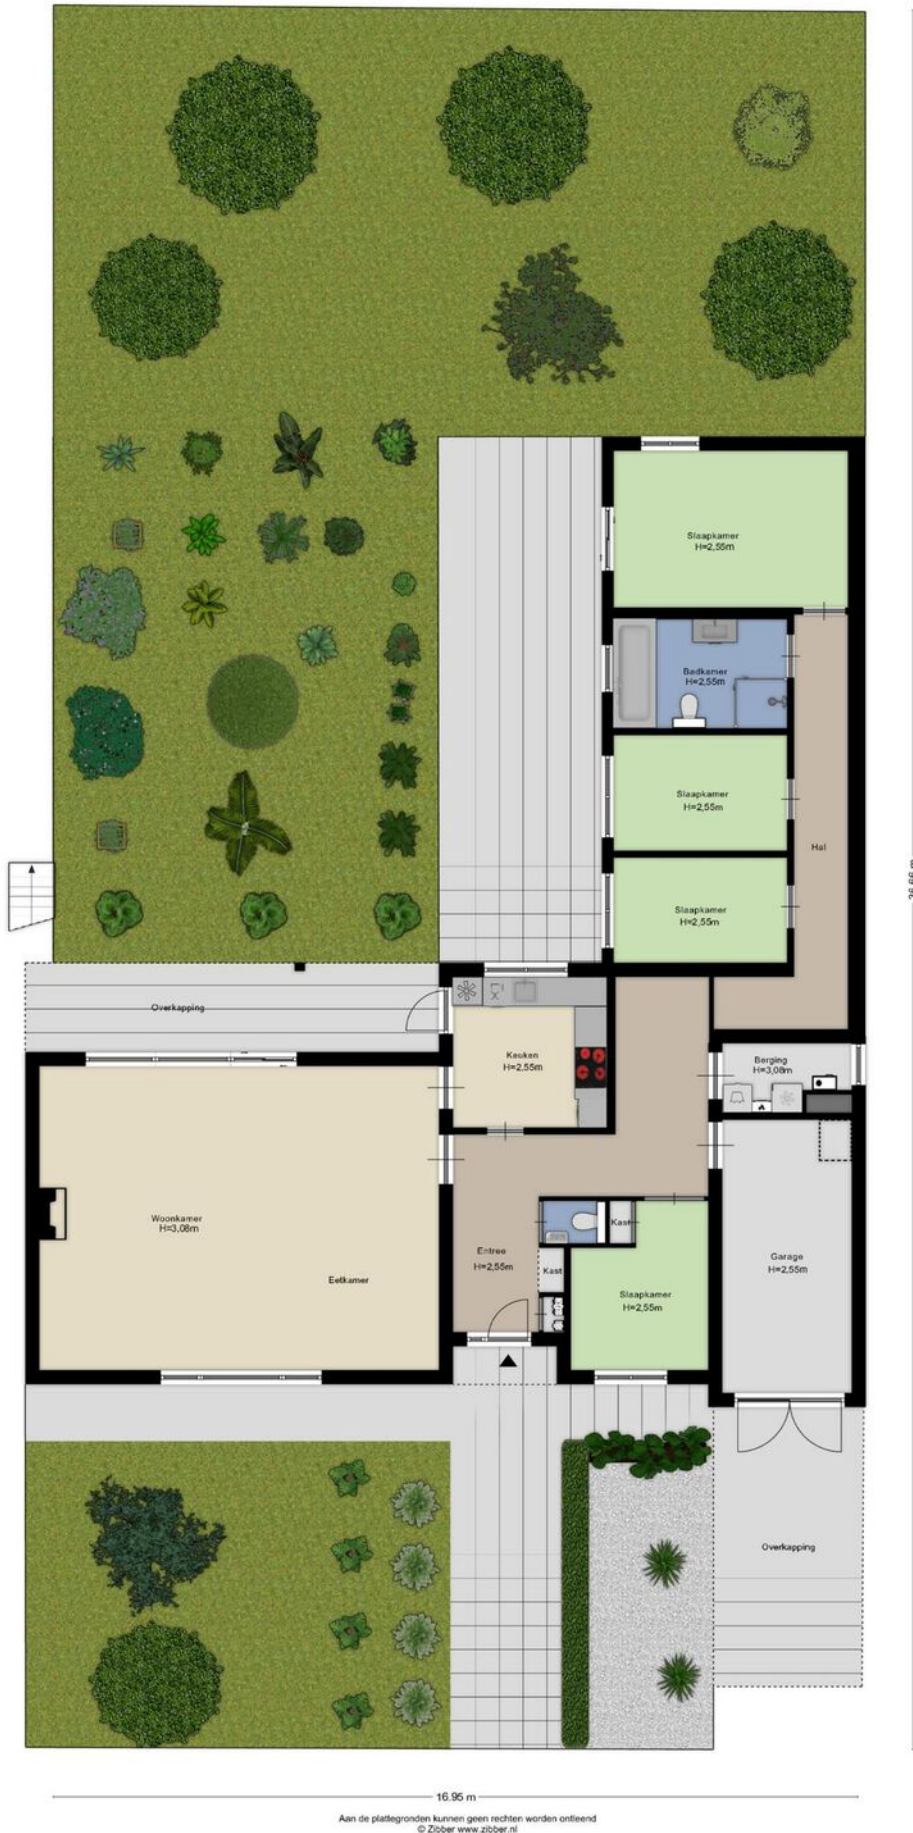 Slaapkamer
H=2,55m
Badkamer
H=2,55m
Slaapkamer
H=2,55m
Hal
Slaapkamer
H=2,55m
Overkapping
Keuken
H=2,55m
Berging
H=3,08m
Woonkamer
H=3,08m
Eetkamer
Entree
H=2,55m
Kast
Kast
Slaapkamer
H=2,55m
Garage
H=2,55m
Overkapping
16.95 m
Aan de plattegronden kunnen geen rechten worden ontleend
© Zibber www.zibber.nl